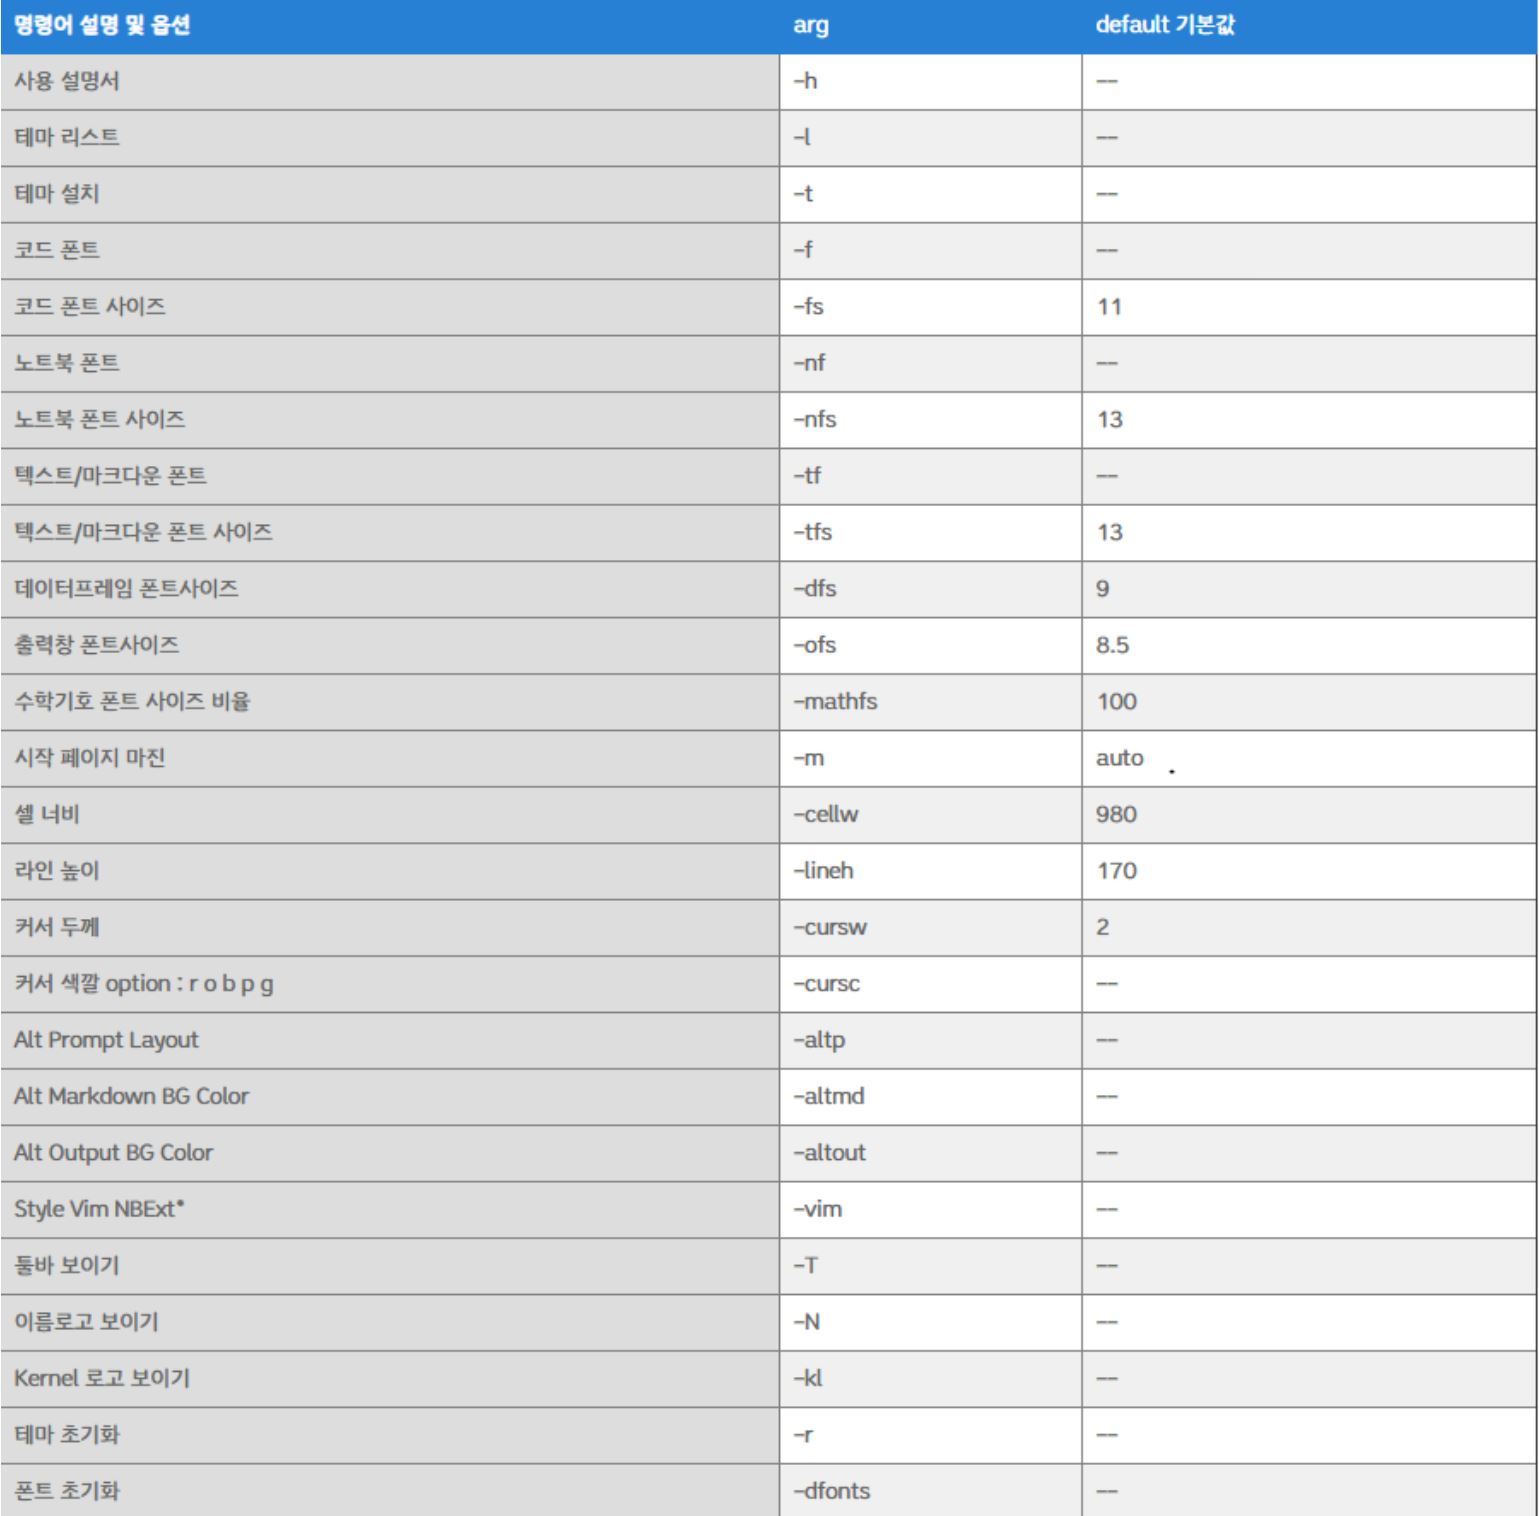 명령어 설명 및 옵션 arg default 기본값
사용 설명서 -h --
테마 리스트 -l --
테마 설치 -t --
코드 폰트 -f --
코드 폰트 사이즈 -fs 11
노트북 폰트 -nf --
노트북 폰트 사이즈 -nfs 13
텍스트/마크다운 폰트 -tf --
텍스트/마크다운 폰트 사이즈 -tfs 13
데이터프레임 폰트사이즈 -dfs 9
출력창 폰트사이즈 -ofs 8.5
수학기호 폰트 사이즈 비율 -mathfs 100
시작 페이지 마진 -m auto
셀 너비 -cellw 980
라인 높이 -lineh 170
커서 두께 -cursw 2
커서 색깔 option : r o b p g -cursc --
Alt Prompt Layout -altp --
Alt Markdown BG Color -altmd --
Alt Output BG Color -altout --
Style Vim NBExt* -vim --
툴바 보이기 -T --
이름로고 보이기 -N --
Kernel 로고 보이기 -kl --
테마 초기화 -r --
폰트 초기화 -dfonts --